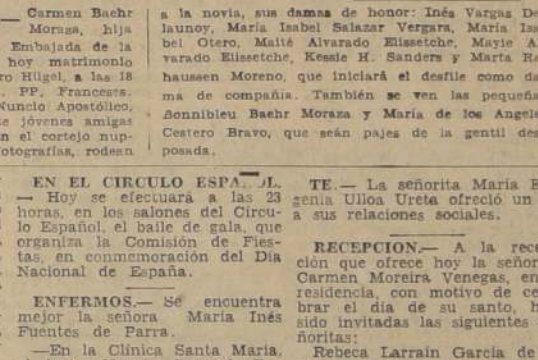 Carmen Baehr
Moraga, hija
Embajada de la
hoy matrimonio
ro Hügel, a las 18
PP. Franceses.
Nuncio Apostólico,
te jóvenes amigas
en el cortejo nup-
fotografías, rodean
a la novia, sus damas de honor: Inés Vargas De
launoy, María Isabel Salazar Vergara, María Isa
bel Otero, Maité Alvarado Elissetche, Mayie A
varado Elissetche, Kessie H. Sanders y Marta Ra
haussen Moreno, que iniciará el desfile como da
ma de compañía. También se ven las pequeña
Bonnibleu Baehr Moraza y María de los Angele
Cestero Bravo, que seán pajes de la gentil des
posada.
EN EL CIRCULO ESPA
— Hoy se efectuará a las 23
horas, en los salones del Círcu-
lo Español, el baile de gala, que
organiza la Comisión de Fies-
tas, en conmemoración del Día
Nacional de España.
ENFERMOS.— Se encuentra
mejor la señora María Inés
Fuentes de Parra.
—En la Clínica Santa María,
TE.— La señorita María E
genia Ulloa Ureta ofreció un
a sus relaciones sociales.
RECEPCION.— A la rece
ción que ofrece hoy la señor
Carmen Moreira Venegas, en
residencia, con motivo de ce
brar el día de su santo, h
sido invitadas las siguientes
ñoritas:
Rebeca Larraín García de